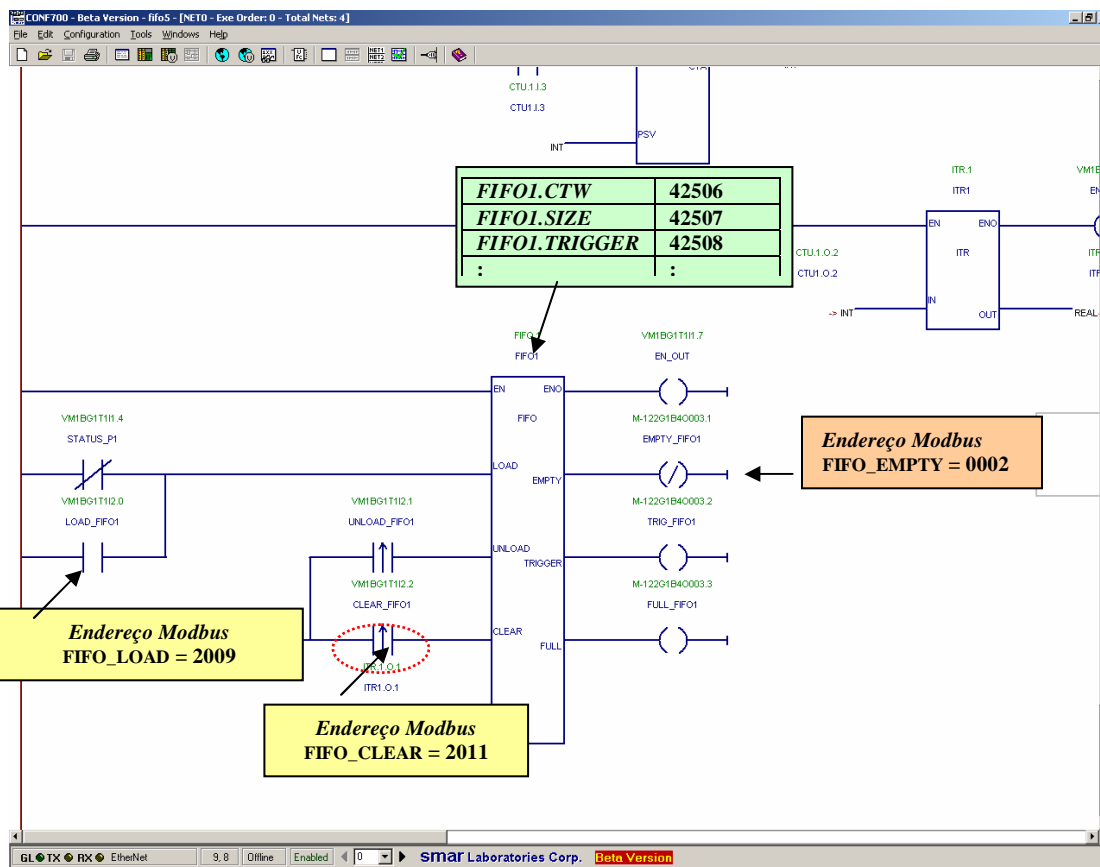 CONF700 - Beta Version - fifo5 - [NET0 - Exe Order: 0 - Total Nets: 4]
File Edit Configuration Tools Windows Help
CTU.1.I.3
CTU1.I.3
INT
PSV
FIFO1.CTW 42506
FIFO1.SIZE 42507
FIFO1.TRIGGER 42508
: :
ITR.1
ITR1
EN ENO
ITR
IN
OUT
CTU.1.O.2
CTU1.O.2
-> INT
REAL
FIFO1
EN ENO
FIFO
LOAD
EMPTY
UNLOAD
TRIGGER
CLEAR
FULL
VM1BG1T1I1.7
EN_OUT
M-122G1B4O003.1
EMPTY_FIFO1
M-122G1B4O003.2
TRIG_FIFO1
M-122G1B4O003.3
FULL_FIFO1
Endereço Modbus
FIFO_EMPTY = 0002
VM1BG1T1I1.4
STATUS_P1
VM1BG1T1I2.0
LOAD_FIFO1
VM1BG1T1I2.1
UNLOAD_FIFO1
VM1BG1T1I2.2
CLEAR_FIFO1
ITR.1.O.1
ITR1.O.1
Endereço Modbus
FIFO_LOAD = 2009
Endereço Modbus
FIFO_CLEAR = 2011
GL TX RX EtherNet 9, 8 Offline Enabled 0 smar Laboratories Corp. Beta Version